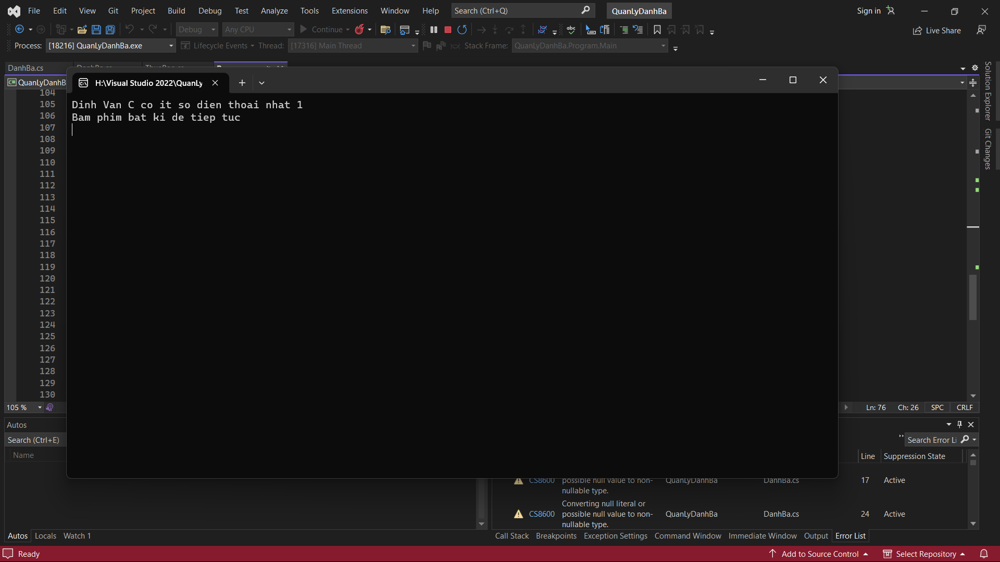 File Edit View Git Project Build Debug Test Analyze Tools Extensions Window Help Search (Ctrl+Q) QuanLyDanhBa Sign in
Debug Any CPU Continue Live Share
Process: [18216] QuanLyDanhBa.exe Lifecycle Events Thread: [17316] Main Thread Stack Frame: QuanLyDanhBa.Program.Main
DanhBa.cs
QuanLyDanhB
H:\Visual Studio 2022\QuanLy
Dinh Van C co it so dien thoai nhat 1
Bam phim bat ki de tiep tuc
104
105
106
107
108
109
110
111
112
113
114
115
116
117
118
119
120
121
122
123
124
125
126
127
128
129
130
Solution Explorer
Git Changes
105 % Ln: 76 Ch: 26 SPC CRLF
Autos
Search (Ctrl+E)
Name
Search Error Li
Line Suppression State
CS8600 possible null value to non-nullable type. QuanLyDanhBa DanhBa.cs 17 Active
CS8600 Converting null literal or
possible null value to non-
nullable type. QuanLyDanhBa DanhBa.cs 24 Active
Autos Locals Watch 1
Call Stack Breakpoints Exception Settings Command Window Immediate Window Output Error List
Ready Add to Source Control Select Repository